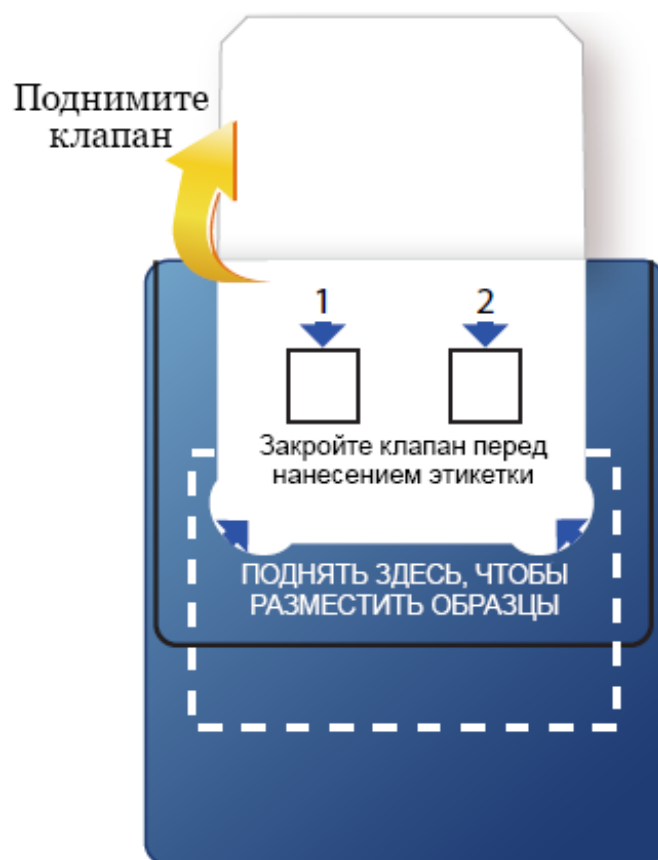 Поднимите
клапан
1 2
Закройте клапан перед
нанесением этикетки
ПОДНЯТЬ ЗДЕСЬ, ЧТОБЫ
РАЗМЕСТИТЬ ОБРАЗЦЫ